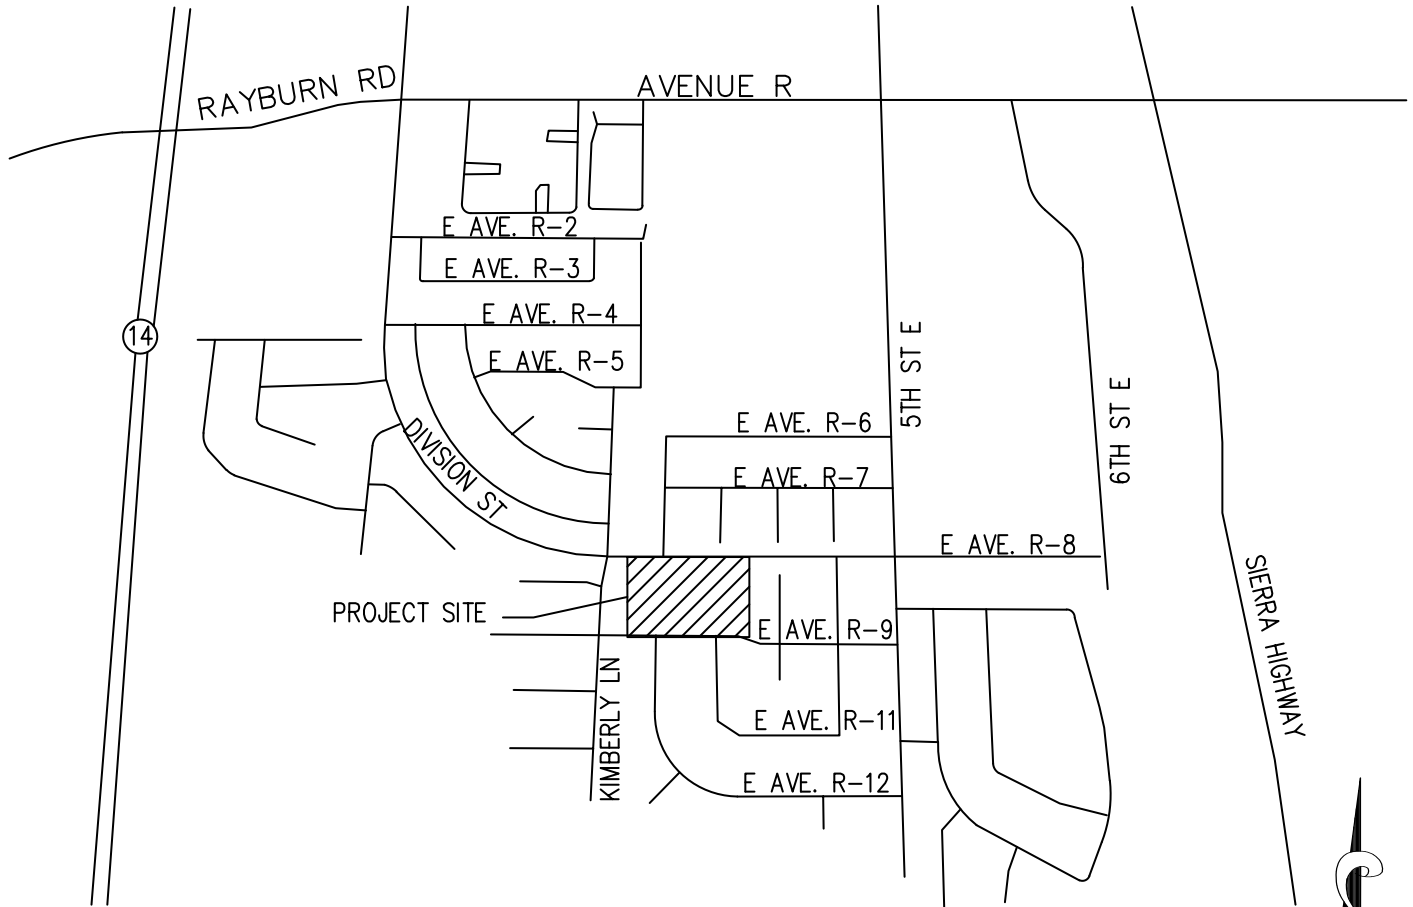 RAYBURN RD
AVENUE R
E AVE. R-2
E AVE. R-3
E AVE. R-4
14
E AVE. R-5
5TH ST E
6TH ST E
E AVE. R-6
DIVISION ST
E AVE. R-7
E AVE. R-8
SIERRA HIGHWAY
PROJECT SITE
E AVE. R-9
KIMBERLY LN
E AVE. R-11
E AVE. R-12